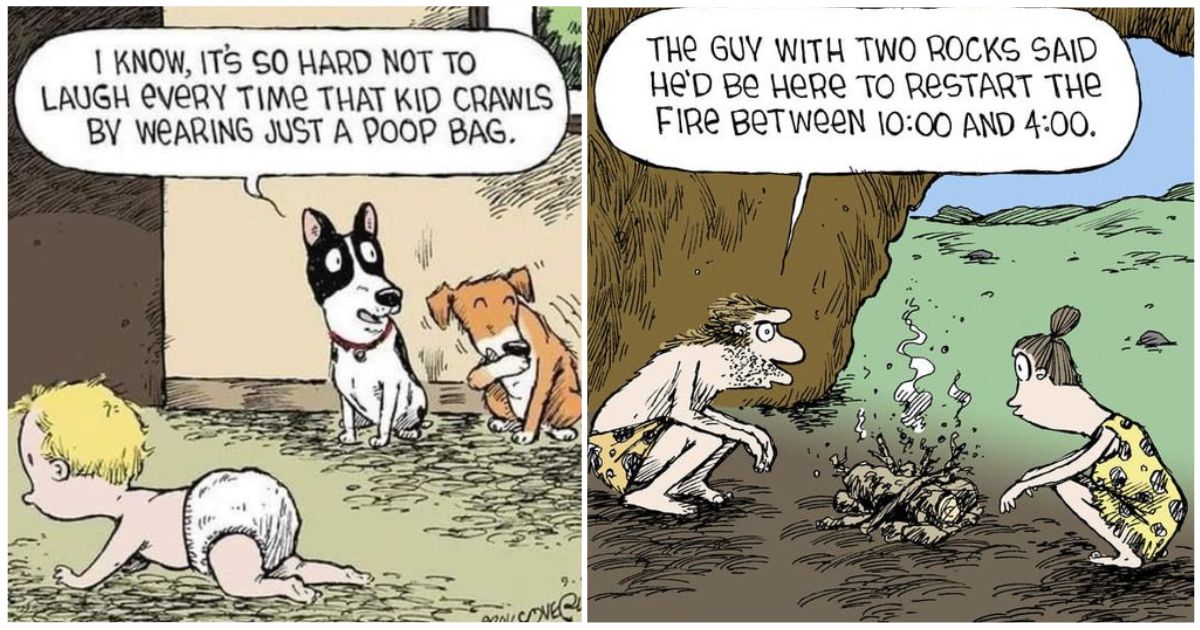 I KNOW, IT'S SO HARD NOT TO
LAUGH eVeRY TIMe THAT KID CRAWLS
BY WeARING JUST A POOP BAG.
THe GUY WITH TWO ROCKS SAID
He'D Be HeRe TO ReSTART THe
FIRe BeTWeeN 10:00 AND 4:00.